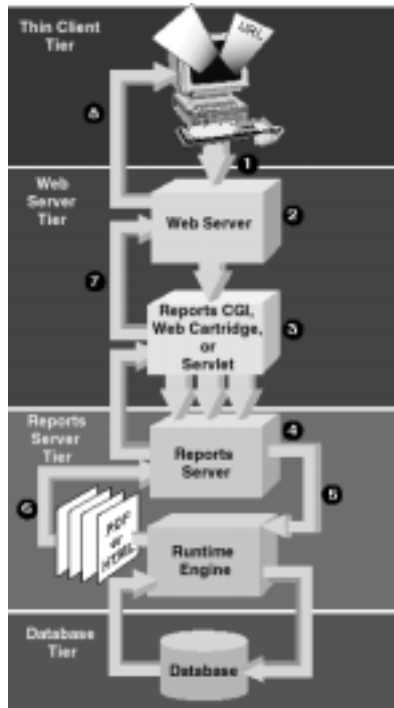 Thin Client
Tier
URL
8
1
Web
Server
Tier
2
Web Server
7
Reports CGI,
Web Cartridge,
or
Servlet
3
Reports
Server
Tier
4
Reports
Server
5
6
PDF
or
HTML
Runtime
Engine
Database
Tier
Database